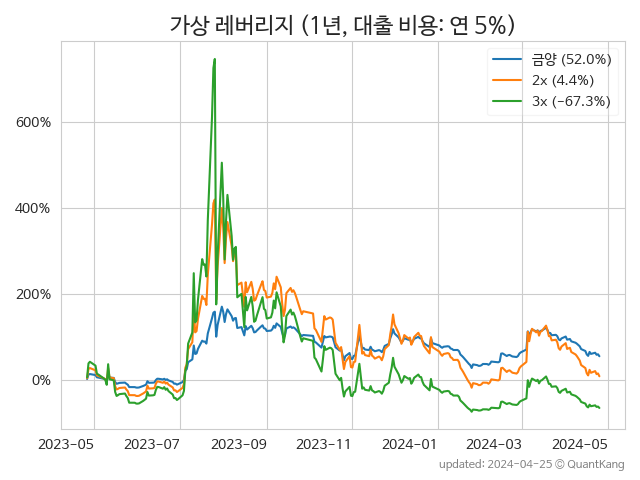 가상 레버리지 (1년, 대출 비용: 연 5%)
금양 (52.0%)
2x (4.4%)
3x (−67.3%)
600%
400%
200%
0%
2023-05 2023-07 2023-09 2023-11 2024-01 2024-03 2024-05
updated: 2024-04-25 © QuantKang